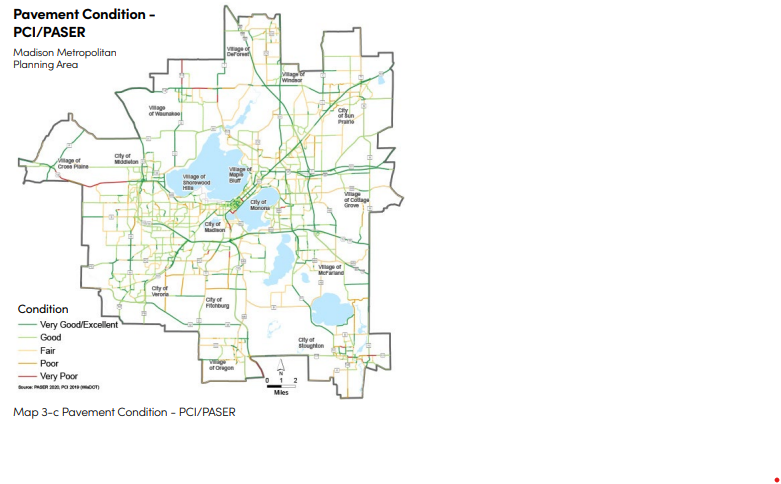 Pavement Condition -
PCI/PASER
Madison Metropolitan
Planning Area
Village of
DeForest
Village of
Windsor
Village
of Waunakee
City
of Sun
Prairie
Village of
Cross Plains
City of
Middleton
Village of
Shorewood
Hills
Village of
Maple
Bluff
Village
of Cottage
Grove
City of
Monona
City of
Madison
Village of
McFarland
City of
Verona
City of
Fitchburg
City of
Stoughton
Village
of Oregon
Condition
Very Good/Excellent
Good
Fair
Poor
Very Poor
Source: PASER 2020, PCI 2019 (WisDOT)
N
0 1 2
Miles
Map 3-c Pavement Condition - PCI/PASER